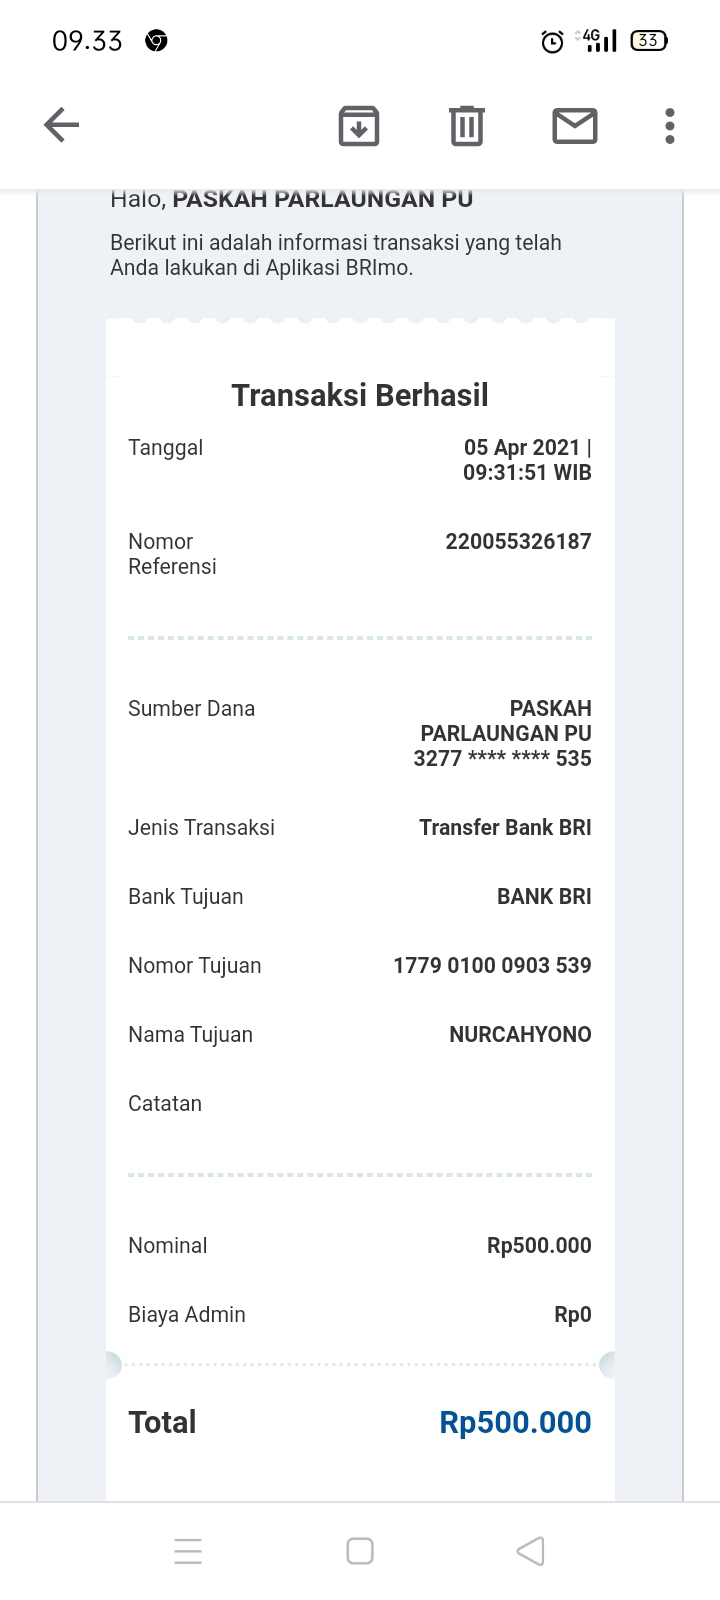 09.33
4G
33
Halo, PASKAH PARLAUNGAN PU
Berikut ini adalah informasi transaksi yang telah
Anda lakukan di Aplikasi BRImo.
Transaksi Berhasil
Tanggal 05 Apr 2021 |
09:31:51 WIB
Nomor 220055326187
Referensi
Sumber Dana PASKAH
PARLAUNGAN PU
3277 **** **** 535
Jenis Transaksi Transfer Bank BRI
Bank Tujuan BANK BRI
Nomor Tujuan 1779 0100 0903 539
Nama Tujuan NURCAHYONO
Catatan
Nominal Rp500.000
Biaya Admin Rp0
Total Rp500.000